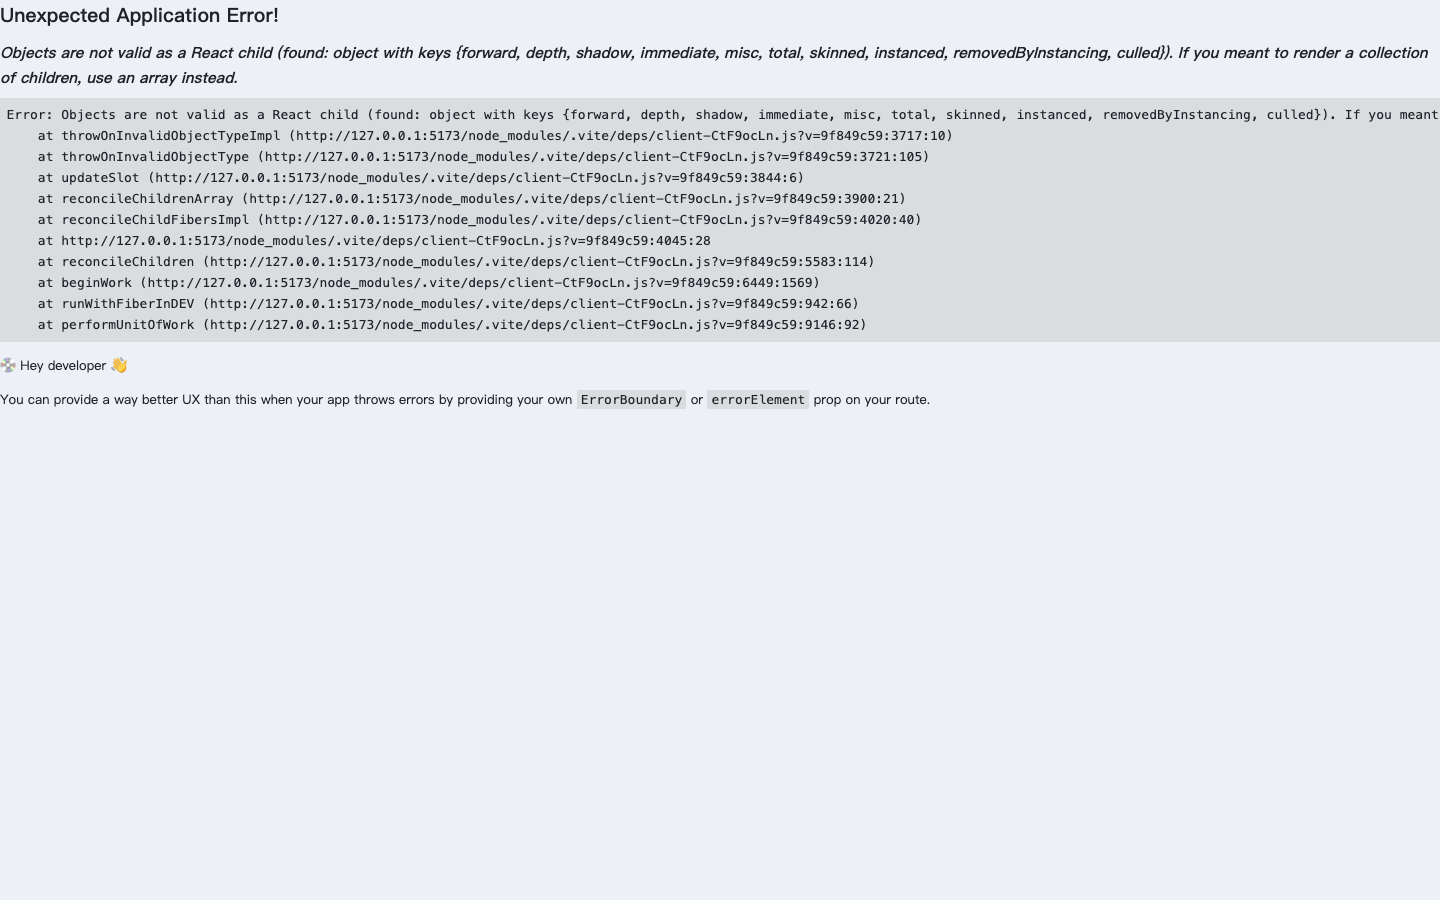 Unexpected Application Error!
Objects are not valid as a React child (found: object with keys {forward, depth, shadow, immediate, misc, total, skinned, instanced, removedByInstancing, culled}). If you meant to render a collection
of children, use an array instead.
Error: Objects are not valid as a React child (found: object with keys {forward, depth, shadow, immediate, misc, total, skinned, instanced, removedByInstancing, culled}). If you meant
    at throwOnInvalidObjectTypeImpl (http://127.0.0.1:5173/node_modules/.vite/deps/client-CtF9ocLn.js?v=9f849c59:3717:10)
    at throwOnInvalidObjectType (http://127.0.0.1:5173/node_modules/.vite/deps/client-CtF9ocLn.js?v=9f849c59:3721:105)
    at updateSlot (http://127.0.0.1:5173/node_modules/.vite/deps/client-CtF9ocLn.js?v=9f849c59:3844:6)
    at reconcileChildrenArray (http://127.0.0.1:5173/node_modules/.vite/deps/client-CtF9ocLn.js?v=9f849c59:3900:21)
    at reconcileChildFibersImpl (http://127.0.0.1:5173/node_modules/.vite/deps/client-CtF9ocLn.js?v=9f849c59:4020:40)
    at http://127.0.0.1:5173/node_modules/.vite/deps/client-CtF9ocLn.js?v=9f849c59:4045:28
    at reconcileChildren (http://127.0.0.1:5173/node_modules/.vite/deps/client-CtF9ocLn.js?v=9f849c59:5583:114)
    at beginWork (http://127.0.0.1:5173/node_modules/.vite/deps/client-CtF9ocLn.js?v=9f849c59:6449:1569)
    at runWithFiberInDEV (http://127.0.0.1:5173/node_modules/.vite/deps/client-CtF9ocLn.js?v=9f849c59:942:66)
    at performUnitOfWork (http://127.0.0.1:5173/node_modules/.vite/deps/client-CtF9ocLn.js?v=9f849c59:9146:92)
💿 Hey developer 👋
You can provide a way better UX than this when your app throws errors by providing your own ErrorBoundary or errorElement prop on your route.